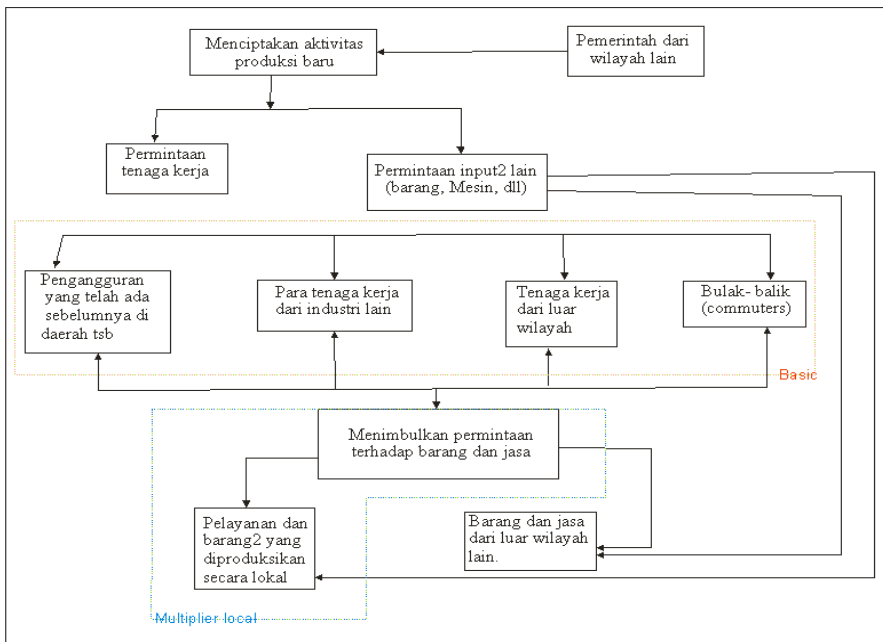 Menciptakan aktivitas
produksi baru
Pemerintah dari
wilayah lain
Permintaan
tenaga kerja
Permintaan input2 lain
(barang, Mesin, dll)
Pengangguran
yang telah ada
sebelumnya di
daerah tsb
Para tenaga kerja
dari industri lain
Tenaga kerja
dari luar
wilayah
Bulak- balik
(commuters)
Basic
Menimbulkan permintaan
terhadap barang dan jasa
Pelayanan dan
barang2 yang
diproduksikan
secara lokal
Barang dan jasa
dari luar wilayah
lain.
Multiplier local